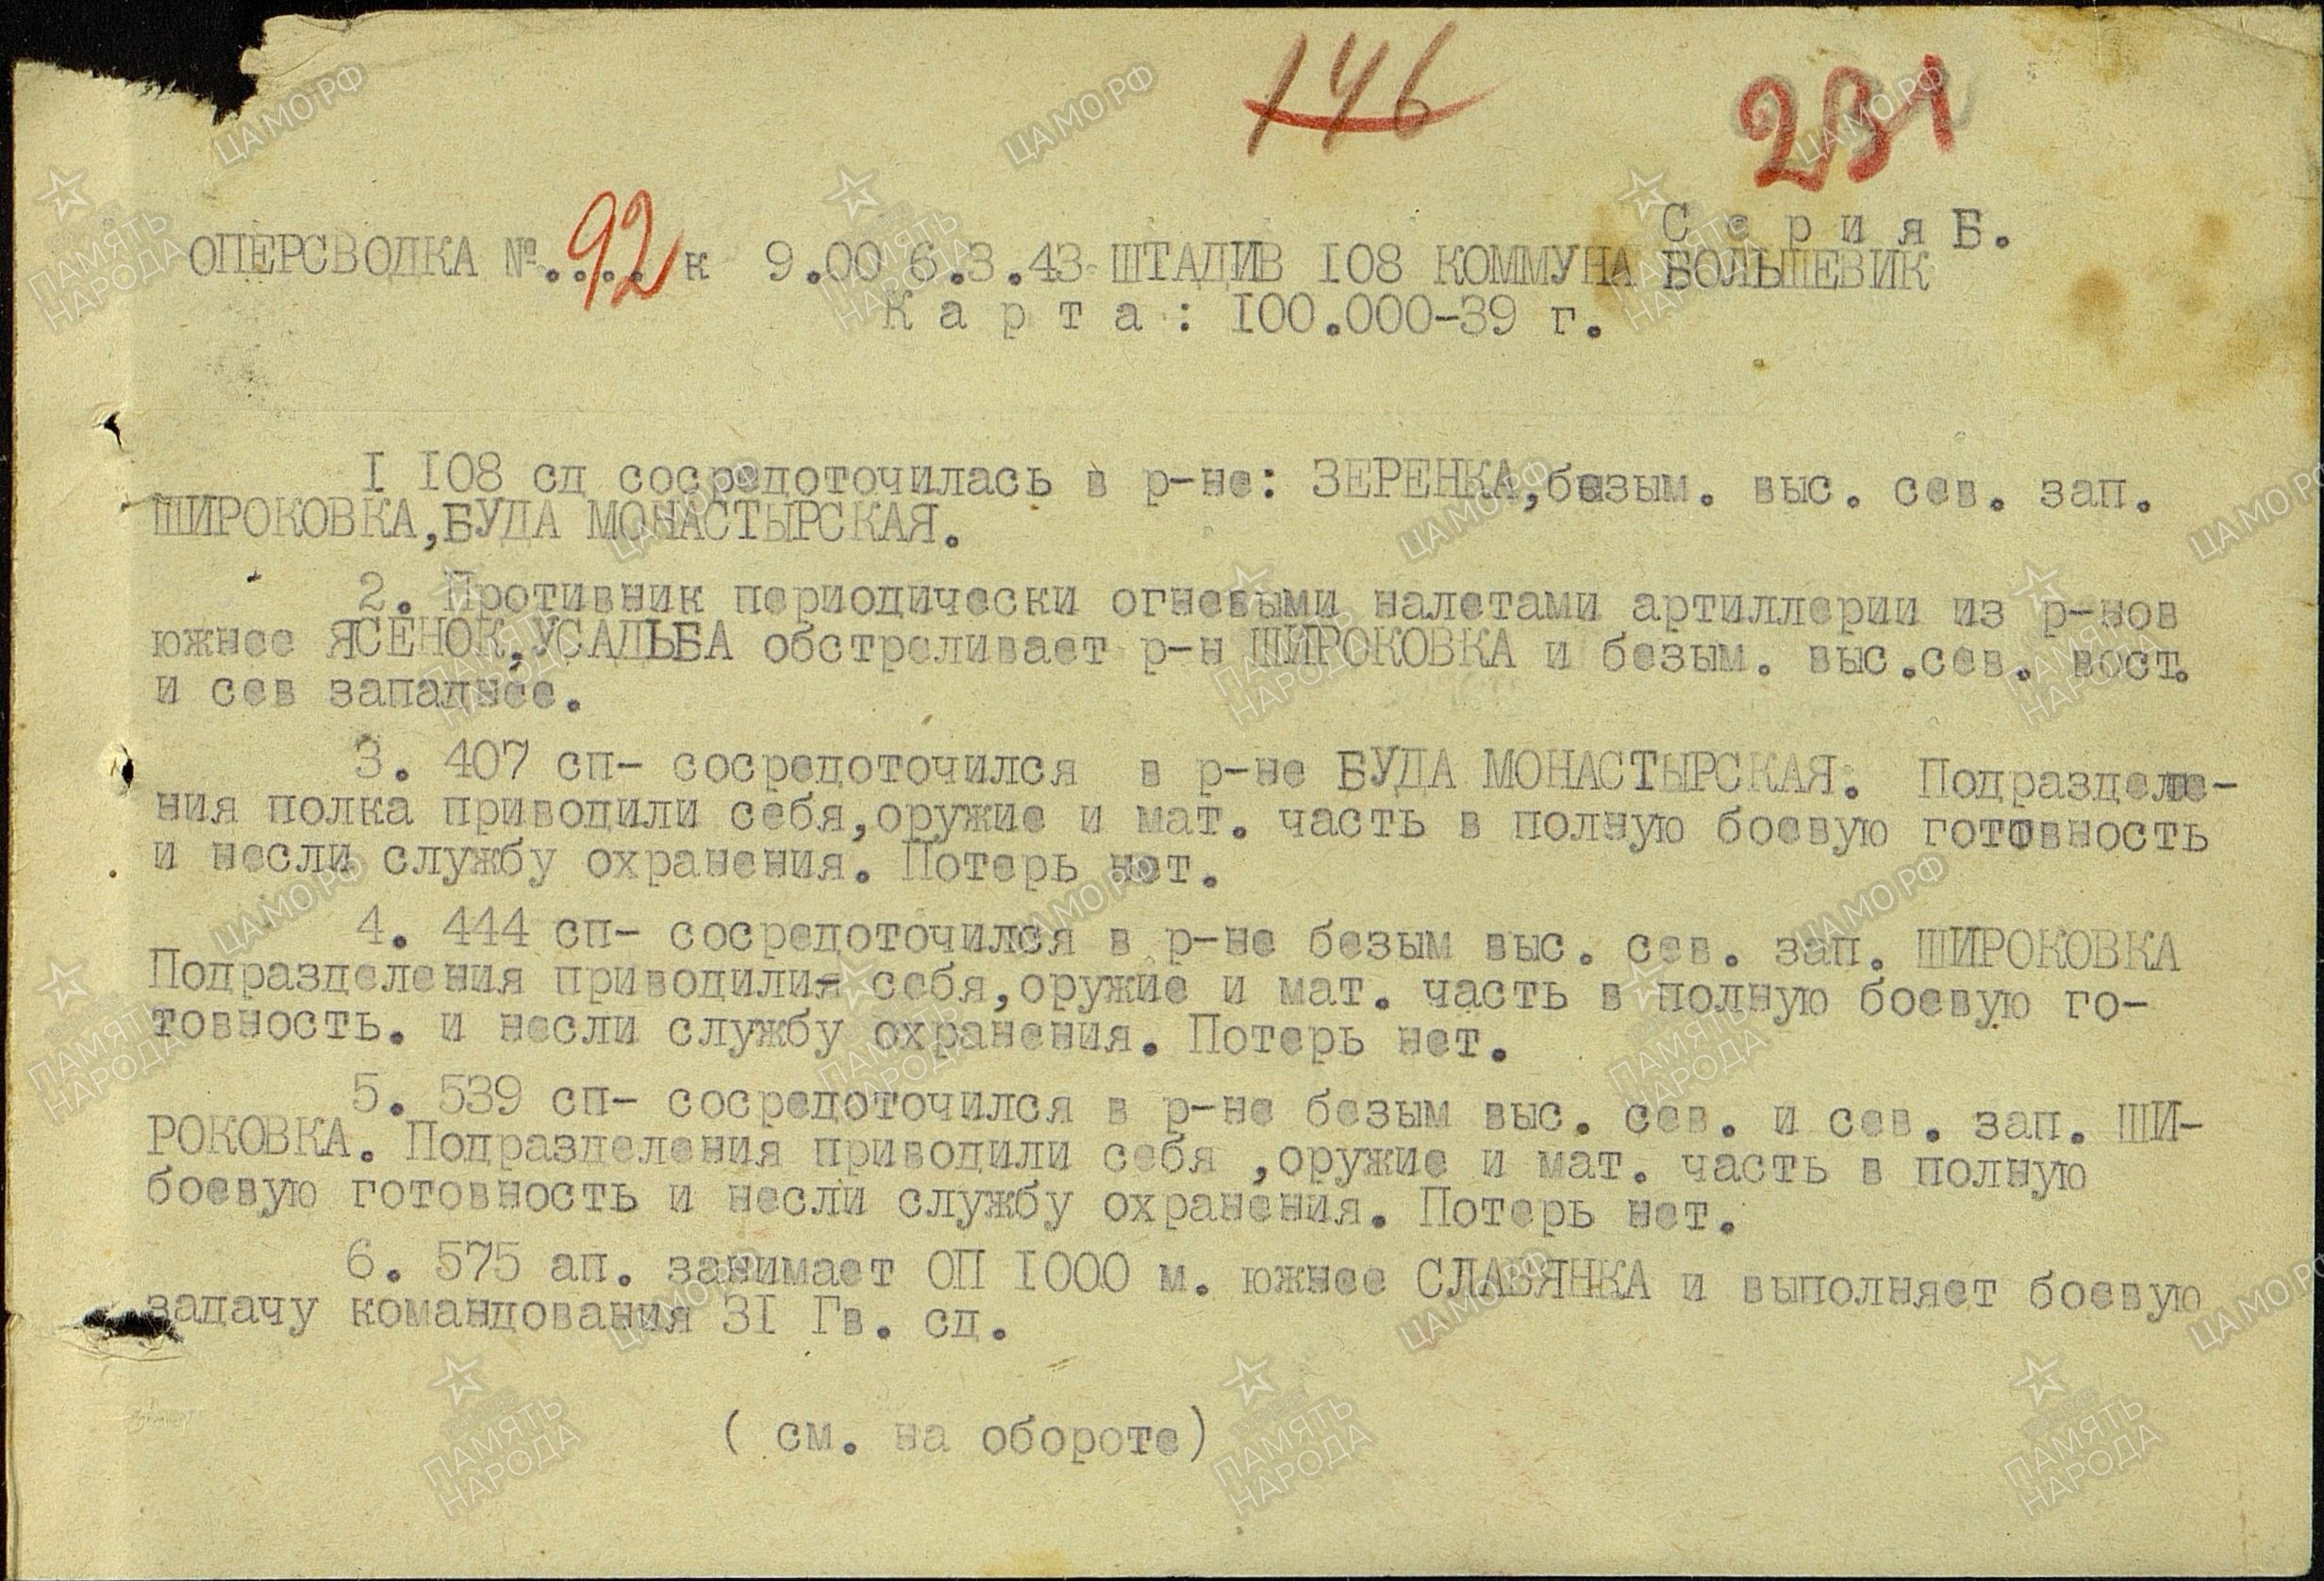 146
231
Серия Б.
ОПЕРСВОДКА №.92 к 9.00 6.3.43 ШТАДИВ 108 КОММУНА БОЛЬШЕВИК
Карта: 100.000-39 г.
I 108 сд сосредоточилась в р-не: ЗЕРЕНКА,безым. выс. сев. зап.
ШИРОКОВКА,БУДА МОНАСТЫРСКАЯ.
2. Противник периодически огневыми налетами артиллерии из р-нов
южнее ЯСЕНОК,УСАДЬБА обстреливает р-н ШИРОКОВКА и безым. выс.сев. вост.
и сев западнее.
3. 407 сп- сосредоточился в р-не БУДА МОНАСТЫРСКАЯ. Подразделе-
ния полка приводили себя,оружие и мат. часть в полную боевую готовность
и несли службу охранения. Потерь нет.
4. 444 сп- сосредоточился в р-не безым выс. сев. зап. ШИРОКОВКА
Подразделения приводили себя,оружие и мат. часть в полную боевую го-
товность. и несли службу охранения. Потерь нет.
5. 539 сп- сосредоточился в р-не безым выс. сев. и сев. зап. ШИ-
РОКОВКА. Подразделения приводили себя ,оружие и мат. часть в полную
боевую готовность и несли службу охранения. Потерь нет.
6. 575 ап. занимает ОП 1000 м. южнее СЛАВЯНКА и выполняет боевую
задачу командования 31 Гв. сд.
( см. на обороте)